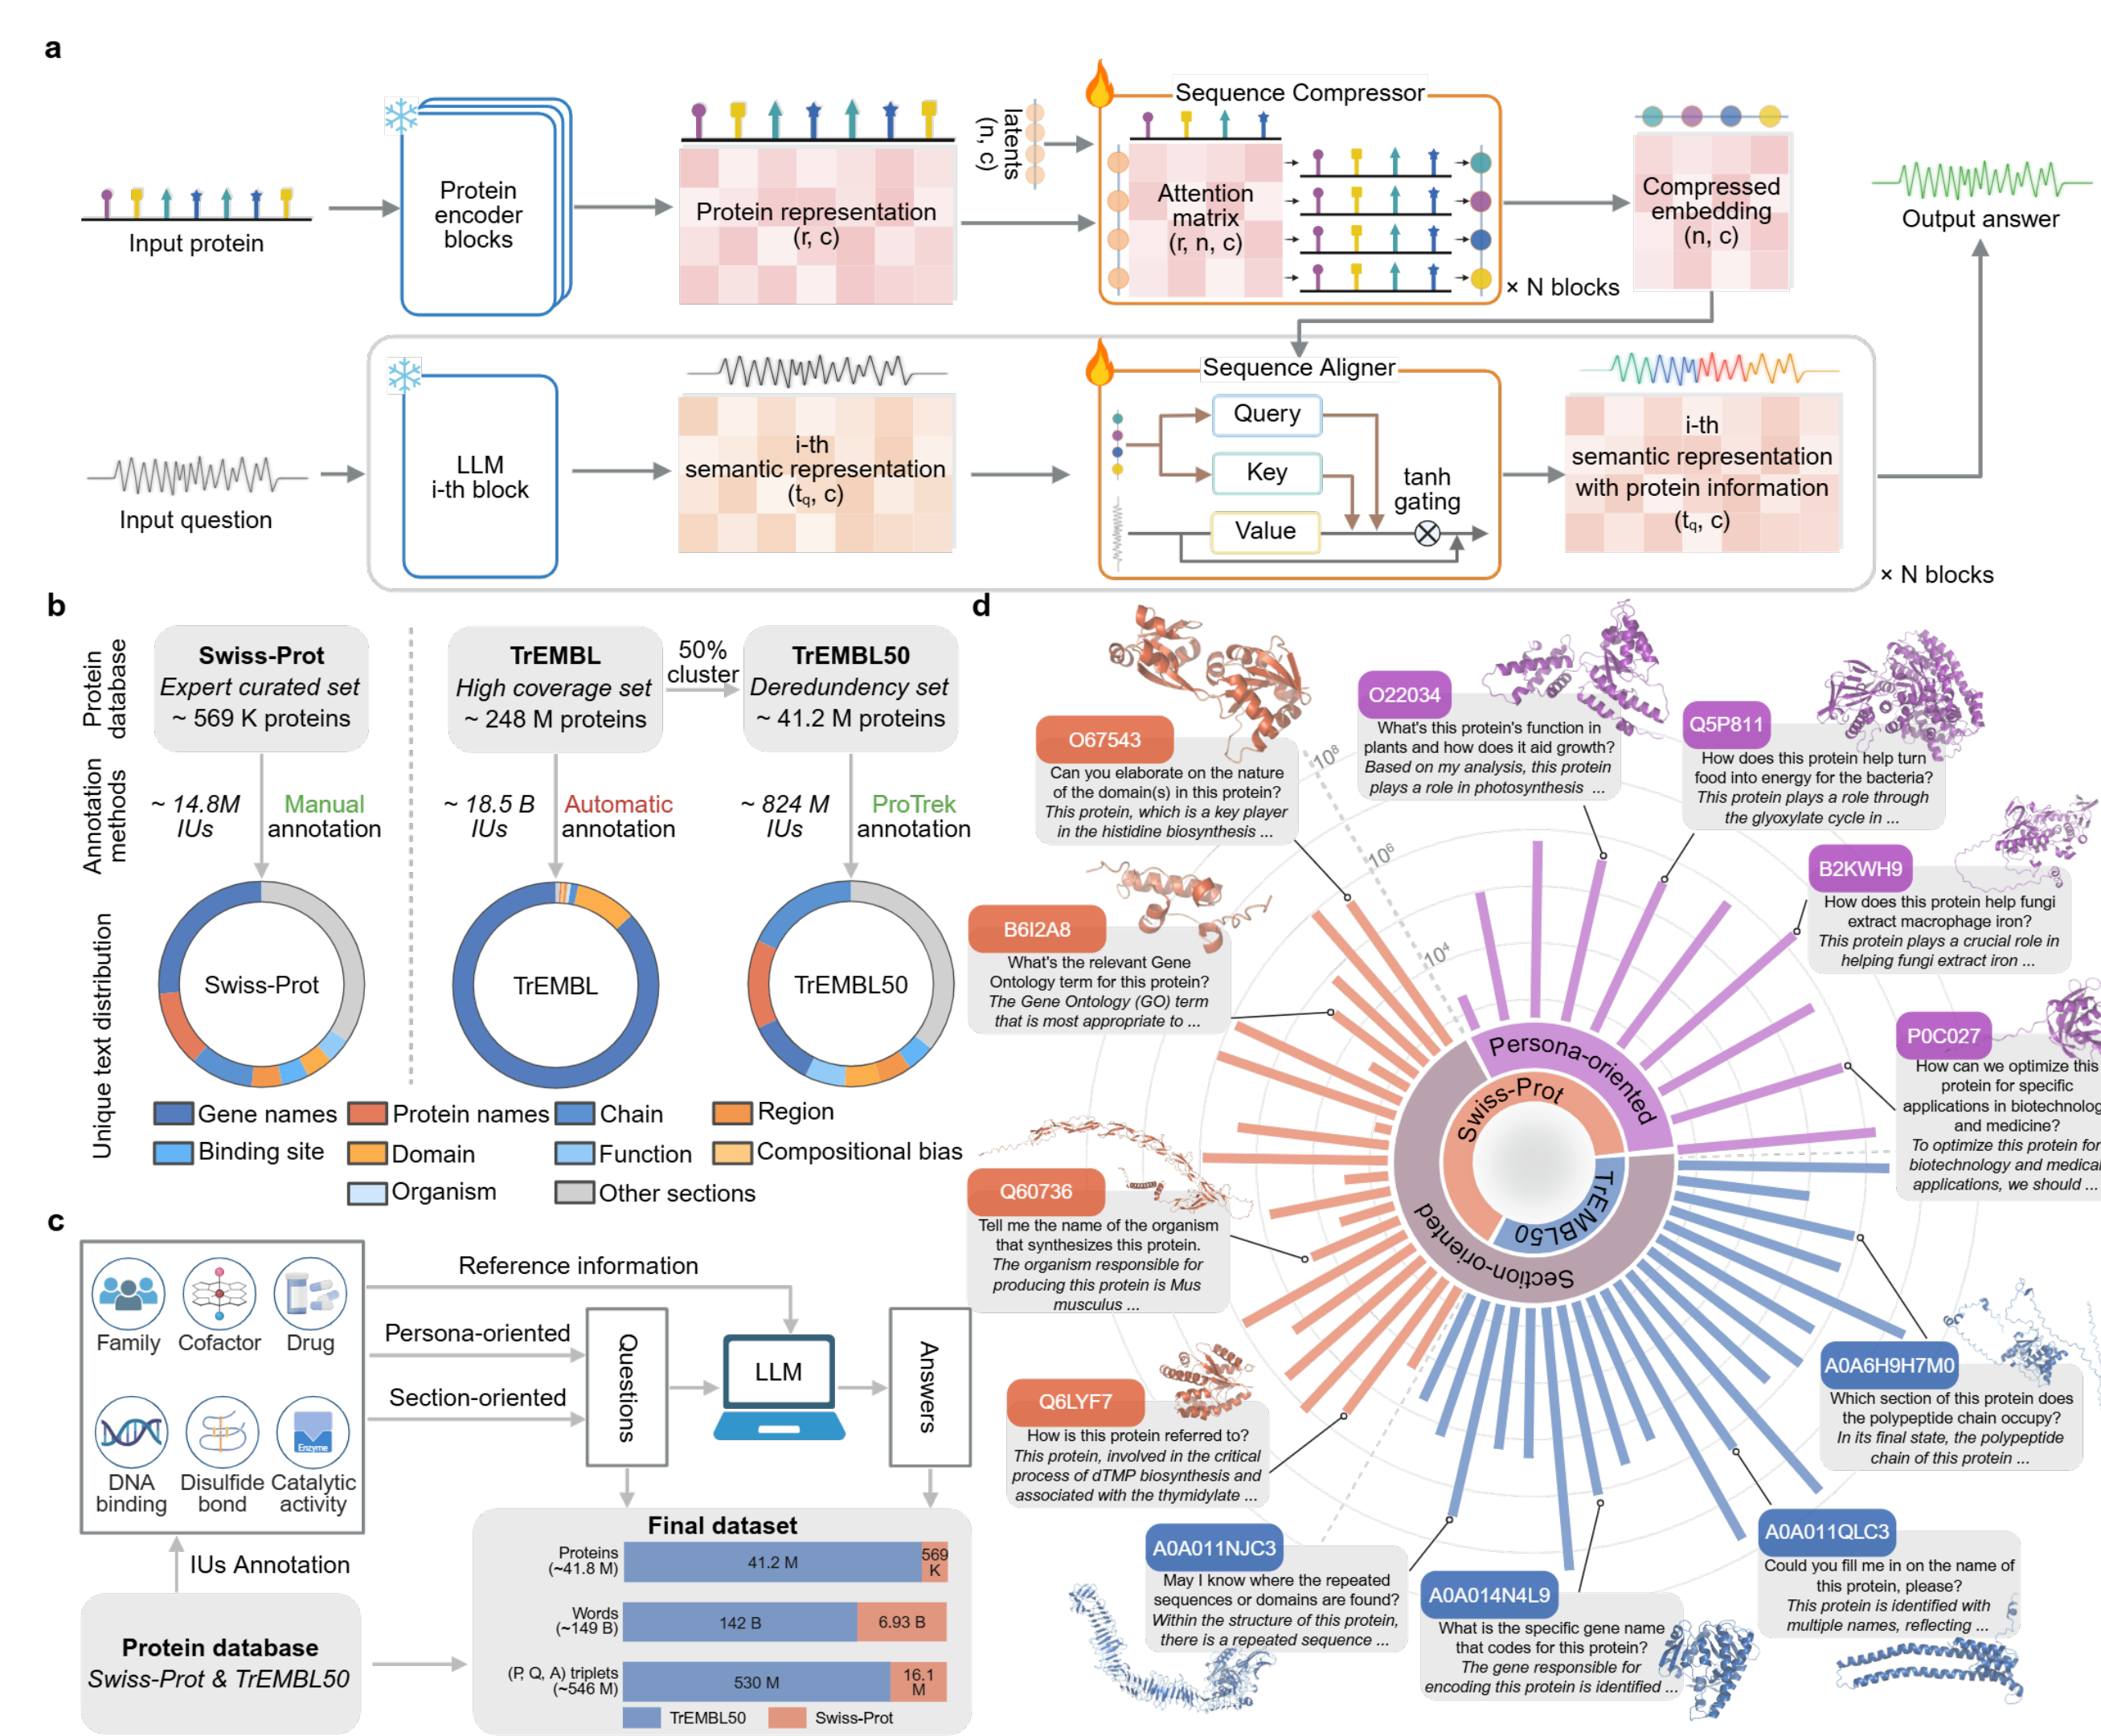 a
Input protein
Protein
encoder
blocks
Protein representation
(r, c)
latents
(n, c)
Sequence Compressor
Attention
matrix
(r, n, c)
× N blocks
Compressed
embedding
(n, c)
Output answer
Input question
LLM
i-th block
i-th
semantic representation
(tq, c)
Sequence Aligner
Query
Key
Value
tanh
gating
i-th
semantic representation
with protein information
(tq, c)
× N blocks
b
Protein
database
Swiss-Prot
Expert curated set
~ 569 K proteins
TrEMBL
High coverage set
~ 248 M proteins
50%
cluster
TrEMBL50
Deredundency set
~ 41.2 M proteins
Annotation
methods
~ 14.8M
IUs
Manual
annotation
~ 18.5 B
IUs
Automatic
annotation
~ 824 M
IUs
ProTrek
annotation
Unique text distribution
Swiss-Prot
TrEMBL
TrEMBL50
Gene names
Protein names
Chain
Region
Binding site
Domain
Function
Compositional bias
Organism
Other sections
c
Family
Cofactor
Drug
DNA
binding
Disulfide
bond
Enzyme
Catalytic
activity
Reference information
Persona-oriented
Section-oriented
Questions
LLM
Answers
IUs Annotation
Protein database
Swiss-Prot & TrEMBL50
Final dataset
Proteins
(~41.8 M)
41.2 M
569
K
Words
(~149 B)
142 B
6.93 B
(P, Q, A) triplets
(~546 M)
530 M
16.1
M
TrEMBL50
Swiss-Prot
d
O67543
Can you elaborate on the nature
of the domain(s) in this protein?
This protein, which is a key player
in the histidine biosynthesis ...
O22034
What's this protein's function in
plants and how does it aid growth?
Based on my analysis, this protein
plays a role in photosynthesis ...
Q5P811
How does this protein help turn
food into energy for the bacteria?
This protein plays a role through
the glyoxylate cycle in ...
B2KWH9
How does this protein help fungi
extract macrophage iron?
This protein plays a crucial role in
helping fungi extract iron ...
P0C027
How can we optimize this
protein for specific
applications in biotechnolog
and medicine?
To optimize this protein for
biotechnology and medical
applications, we should ...
B6I2A8
What's the relevant Gene
Ontology term for this protein?
The Gene Ontology (GO) term
that is most appropriate to ...
Q60736
Tell me the name of the organism
that synthesizes this protein.
The organism responsible for
producing this protein is Mus
musculus ...
Q6LYF7
How is this protein referred to?
This protein, involved in the critical
process of dTMP biosynthesis and
associated with the thymidylate ...
10⁸
10⁶
10⁴
Persona-oriented
Swiss-Prot
TrEMBL50
Section-oriented
A0A6H9H7M0
Which section of this protein does
the polypeptide chain occupy?
In its final state, the polypeptide
chain of this protein ...
A0A011QLC3
Could you fill me in on the name of
this protein, please?
This protein is identified with
multiple names, reflecting ...
A0A011NJC3
May I know where the repeated
sequences or domains are found?
Within the structure of this protein,
there is a repeated sequence ...
A0A014N4L9
What is the specific gene name
that codes for this protein?
The gene responsible for
encoding this protein is identified ...